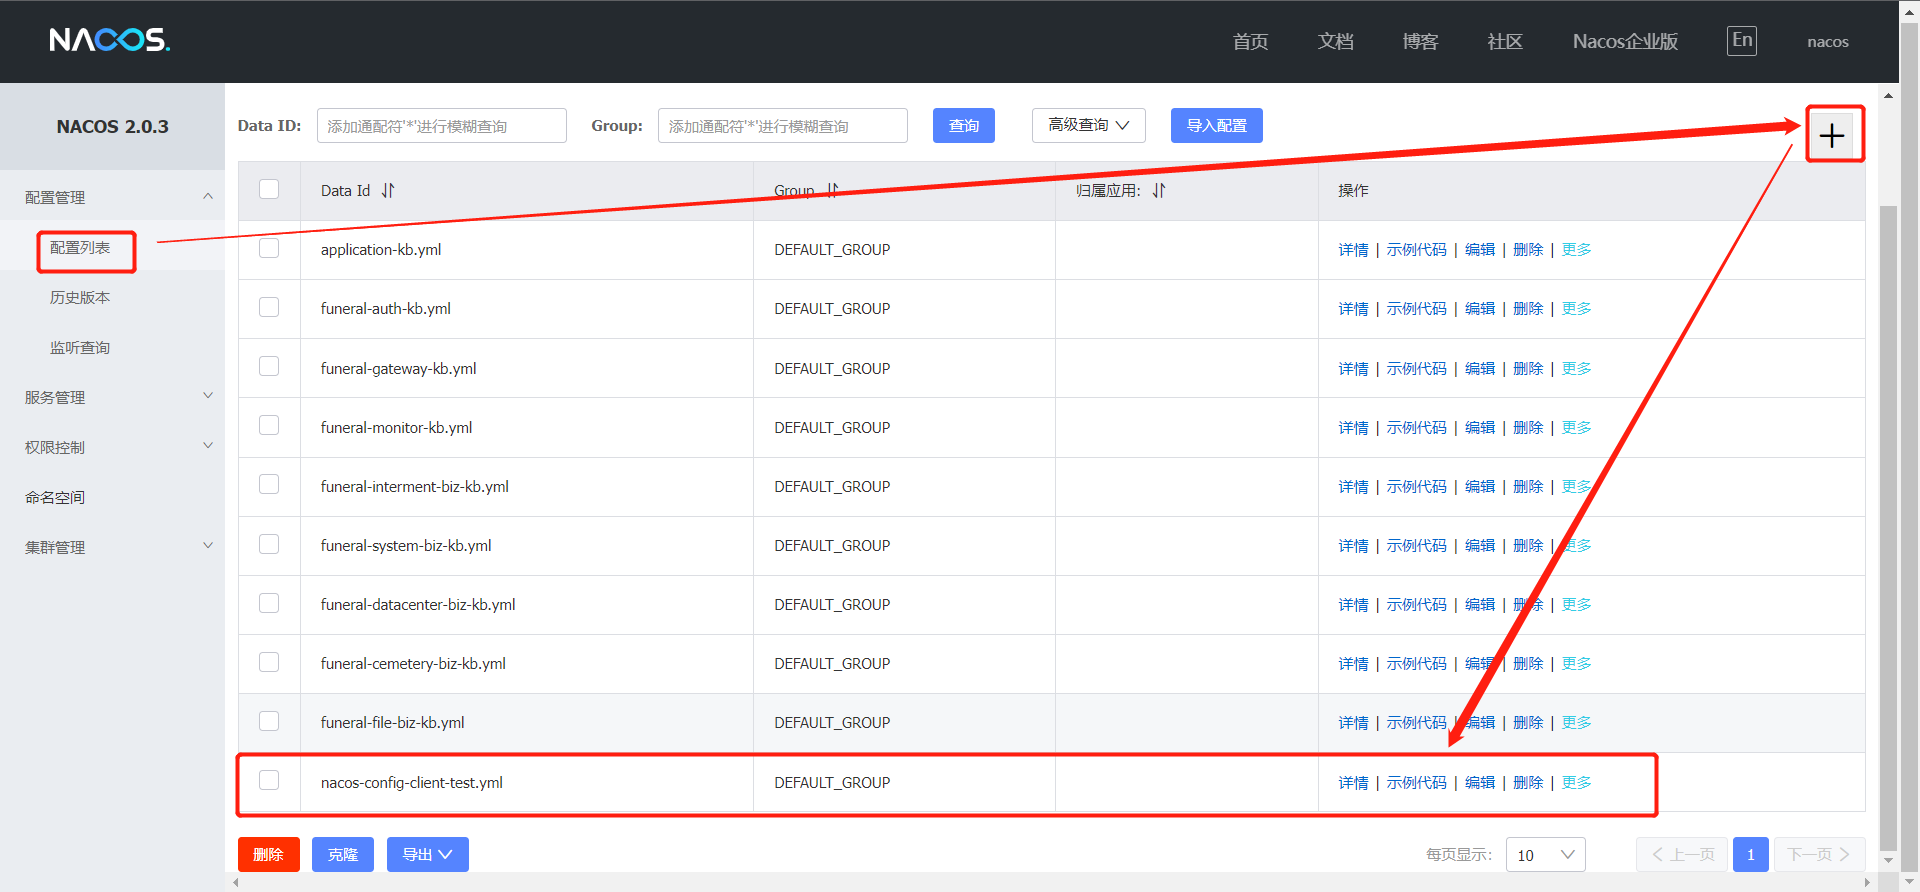 NACOS.
首页 文档 博客 社区 Nacos企业版 En nacos
NACOS 2.0.3
配置管理
配置列表
历史版本
监听查询
服务管理
权限控制
命名空间
集群管理
Data ID: 添加通配符'*'进行模糊查询 Group: 添加通配符'*'进行模糊查询 查询 高级查询 导入配置
Data Id Group 归属应用: 操作
application-kb.yml DEFAULT_GROUP 详情 | 示例代码 | 编辑 | 删除 | 更多
funeral-auth-kb.yml DEFAULT_GROUP 详情 | 示例代码 | 编辑 | 删除 | 更多
funeral-gateway-kb.yml DEFAULT_GROUP 详情 | 示例代码 | 编辑 | 删除 | 更多
funeral-monitor-kb.yml DEFAULT_GROUP 详情 | 示例代码 | 编辑 | 删除 | 更多
funeral-interment-biz-kb.yml DEFAULT_GROUP 详情 | 示例代码 | 编辑 | 删除 | 更多
funeral-system-biz-kb.yml DEFAULT_GROUP 详情 | 示例代码 | 编辑 | 删除 | 更多
funeral-datacenter-biz-kb.yml DEFAULT_GROUP 详情 | 示例代码 | 编辑 | 删除 | 更多
funeral-cemetery-biz-kb.yml DEFAULT_GROUP 详情 | 示例代码 | 编辑 | 删除 | 更多
funeral-file-biz-kb.yml DEFAULT_GROUP 详情 | 示例代码 | 编辑 | 删除 | 更多
nacos-config-client-test.yml DEFAULT_GROUP 详情 | 示例代码 | 编辑 | 删除 | 更多
删除 克隆 导出 每页显示: 10 上一页 1 下一页